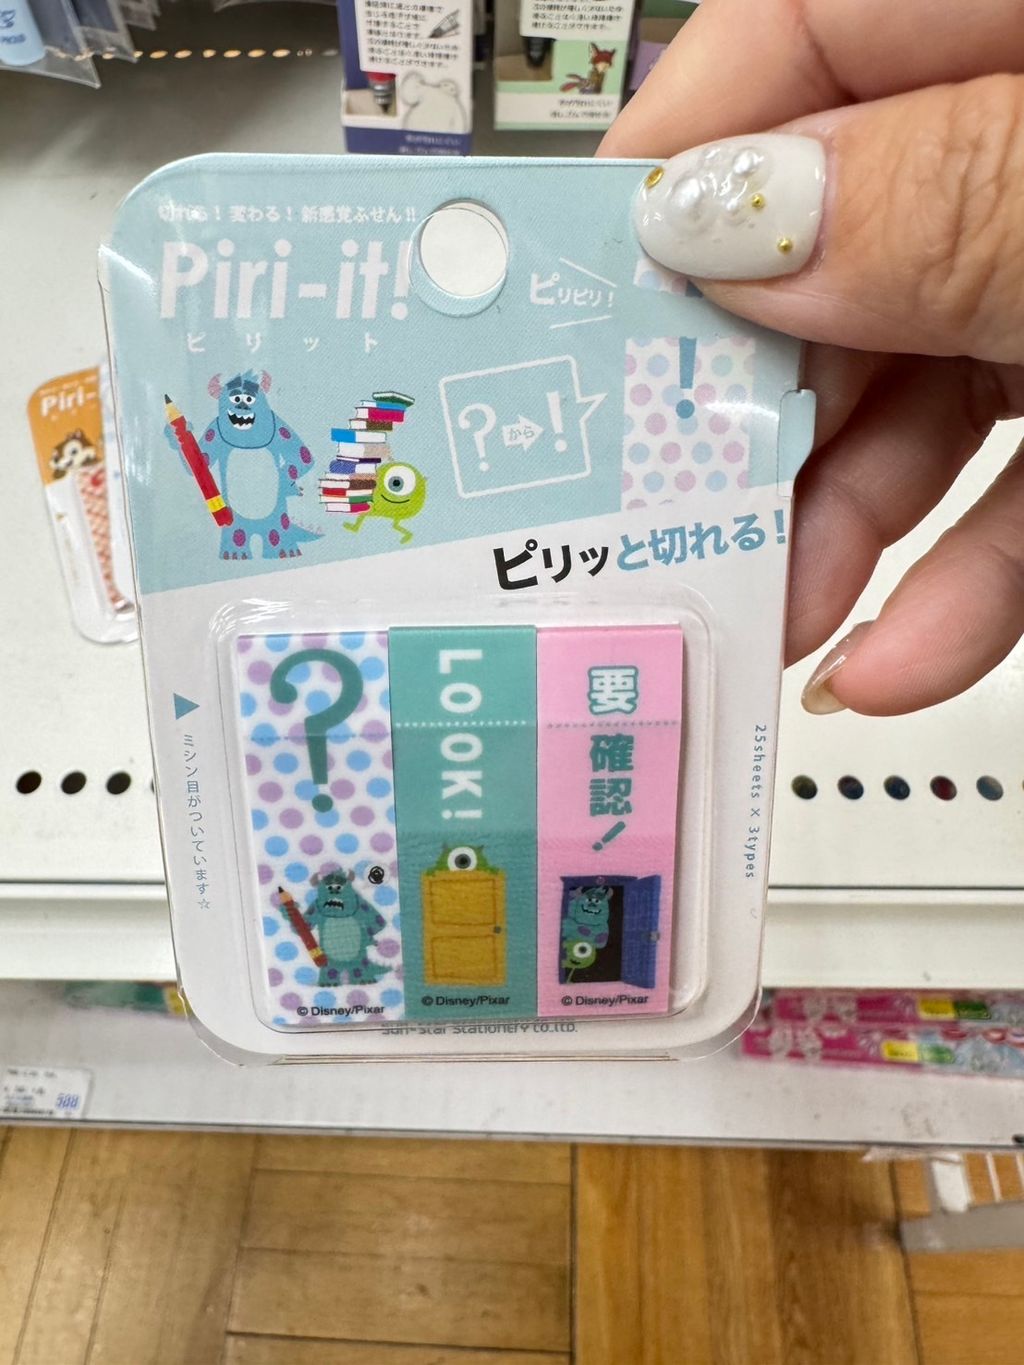 切れる！変わる！新感覚ふせん!!
Piri-it!
ピリット
ピリピリ！
?から!
!
ピリッと切れる！
?
LOOK!
要確認！
ミシン目がついています☆
25sheets × 3types
© Disney/Pixar
© Disney/Pixar
© Disney/Pixar
sun-star stationery co.,ltd.
Piri-